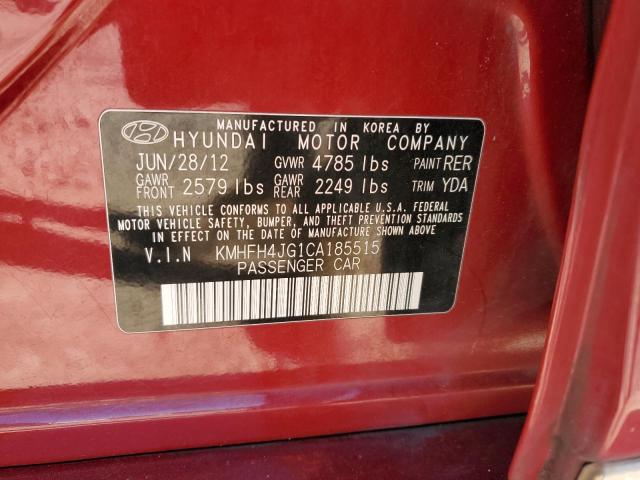 MANUFACTURED IN KOREA BY
HYUNDAI MOTOR COMPANY
JUN/28/12 GVWR 4785 lbs PAINT RER
GAWR FRONT 2579 lbs GAWR REAR 2249 lbs TRIM YDA
THIS VEHICLE CONFORMS TO ALL APPLICABLE U.S.A. FEDERAL
MOTOR VEHICLE SAFETY, BUMPER, AND THEFT PREVENTION STANDARDS
IN EFFECT ON THE DATE OF MANUFACTURE SHOWN ABOVE
V.I.N KMHFH4JG1CA185515
PASSENGER CAR